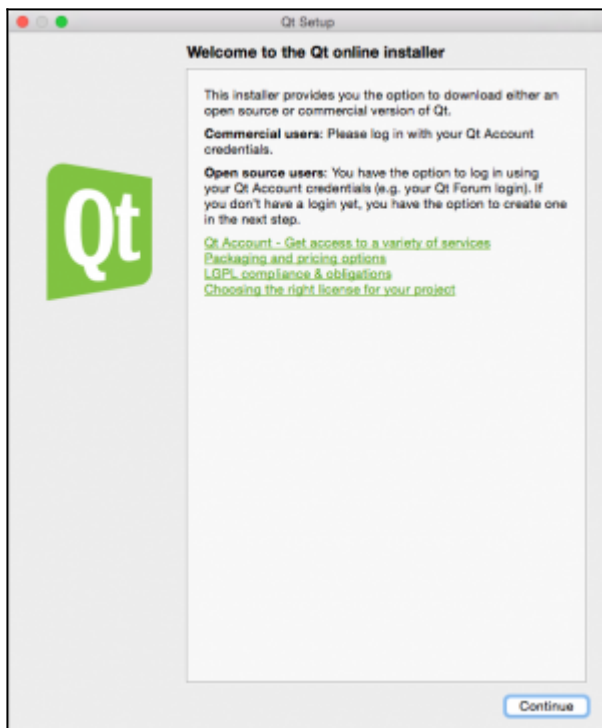 Qt Setup
Welcome to the Qt online installer
This installer provides you the option to download either an
open source or commercial version of Qt.
Commercial users: Please log in with your Qt Account
credentials.
Open source users: You have the option to log in using
your Qt Account credentials (e.g. your Qt Forum login). If
you don't have a login yet, you have the option to create one
in the next step.
Qt
Qt Account - Get access to a variety of services
Packaging and pricing options
LGPL compliance & obligations
Choosing the right license for your project
Continue